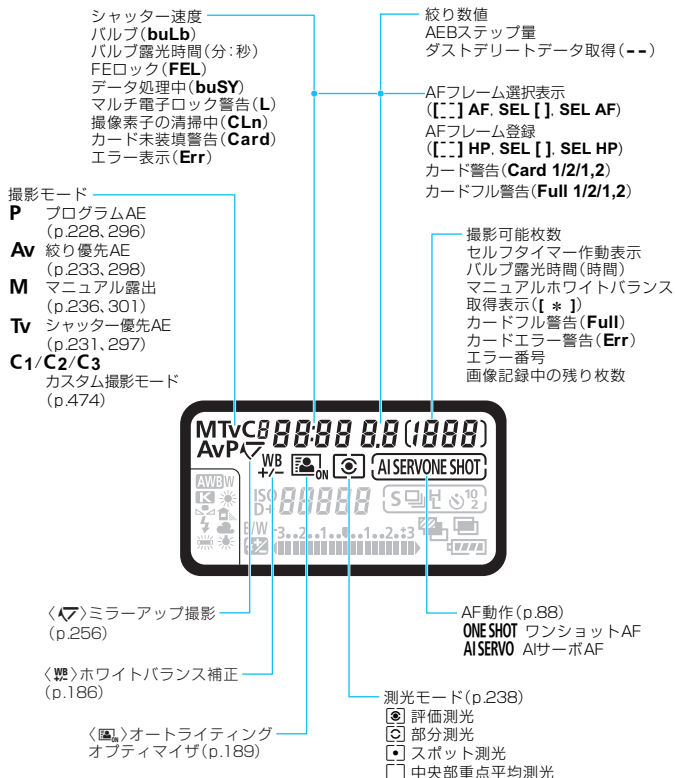 シャッター速度
バルブ(buLb)
バルブ露光時間(分:秒)
FEロック(FEL)
データ処理中(buSY)
マルチ電子ロック警告(L)
撮像素子の清掃中(CLn)
カード未装填警告(Card)
エラー表示(Err)
絞り数値
AEBステップ量
ダストデリートデータ取得(--)
AFフレーム選択表示
([ ] AF, SEL [ ], SEL AF)
AFフレーム登録
([ ] HP, SEL [ ], SEL HP)
カード警告(Card 1/2/1,2)
カードフル警告(Full 1/2/1,2)
撮影モード
P プログラムAE
(p.228、296)
Av 絞り優先AE
(p.233、298)
M マニュアル露出
(p.236、301)
Tv シャッター優先AE
(p.231、297)
C1/C2/C3
カスタム撮影モード
(p.474)
撮影可能枚数
セルフタイマー作動表示
バルブ露光時間(時間)
マニュアルホワイトバランス
取得表示([ * ])
カードフル警告(Full)
カードエラー警告(Err)
エラー番号
画像記録中の残り枚数
MTvC8 88:88 8.8 (1888)
AvP WB +/- ON AI SERVO ONE SHOT
AWB W
K
ISO D+ 88888 S H 10 2
B/W -3..2..1..0..1..2..+3
〈 〉ミラーアップ撮影
(p.256)
〈WB +/-〉ホワイトバランス補正
(p.186)
〈 ON〉オートライティング
オプティマイザ(p.189)
AF動作(p.88)
ONE SHOT ワンショットAF
AI SERVO AIサーボAF
測光モード(p.238)
評価測光
部分測光
スポット測光
中央部重点平均測光